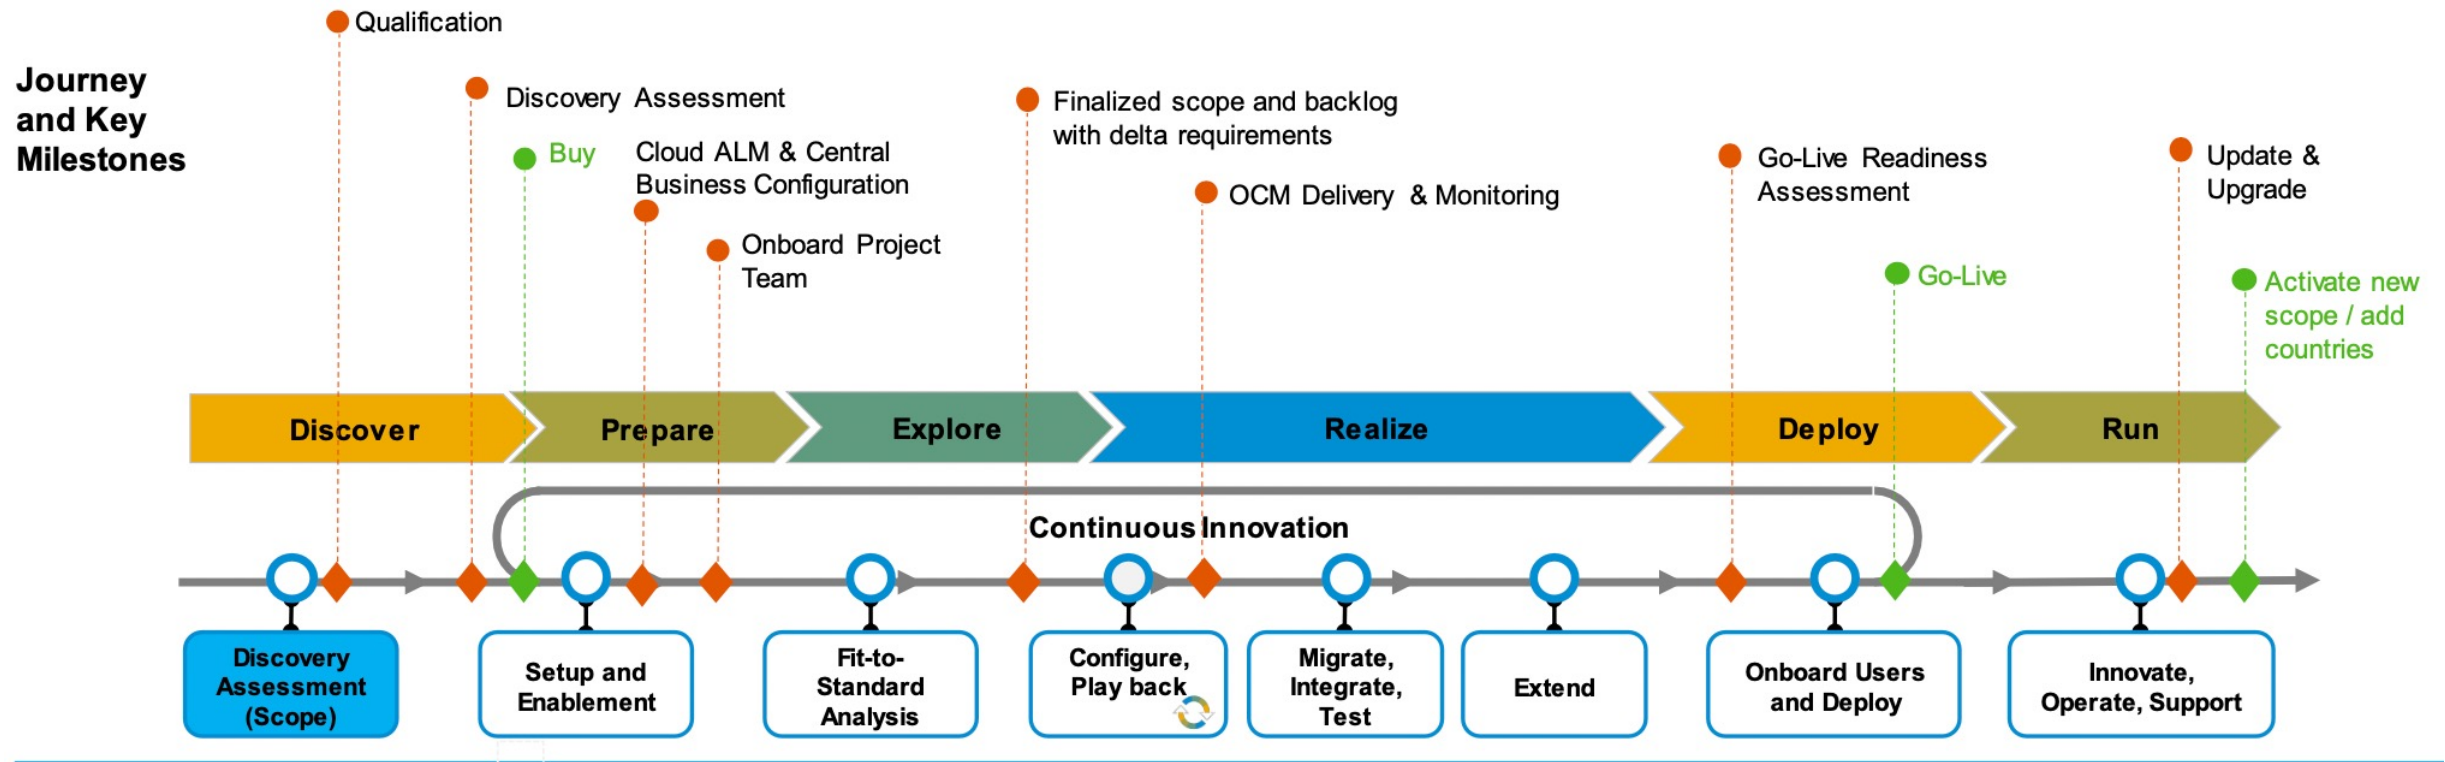 Qualification
Journey
and Key
Milestones
Discovery Assessment
Buy
Cloud ALM & Central
Business Configuration
Onboard Project
Team
Finalized scope and backlog
with delta requirements
OCM Delivery & Monitoring
Go-Live Readiness
Assessment
Go-Live
Update &
Upgrade
Activate new
scope / add
countries
Discover
Prepare
Explore
Realize
Deploy
Run
Continuous Innovation
Discovery
Assessment
(Scope)
Setup and
Enablement
Fit-to-
Standard
Analysis
Configure,
Play back
Migrate,
Integrate,
Test
Extend
Onboard Users
and Deploy
Innovate,
Operate, Support